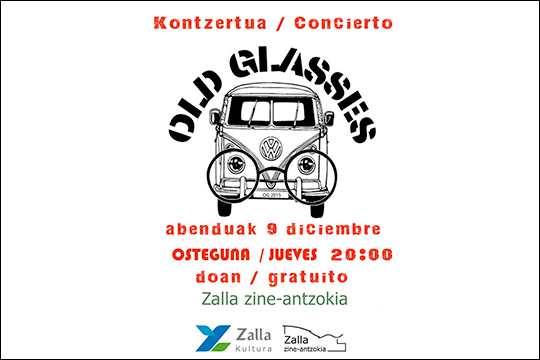 Kontzertua / Concierto
OLD GLASSES
VW
OG 2015
abenduak 9 diciembre
OSTEGUNA / JUEVES 20:00
doan / gratuito
Zalla zine-antzokia
Zalla
Kultura
Zalla
zine-antzokia